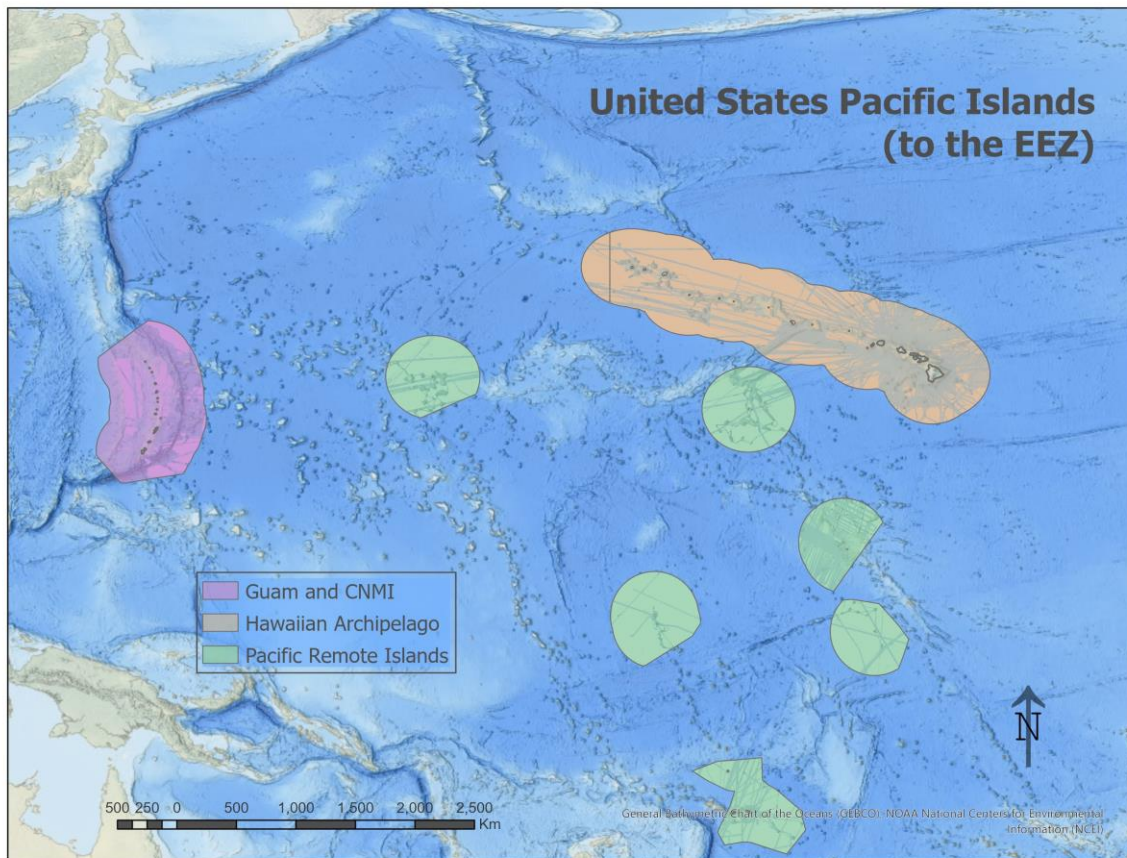 United States Pacific Islands
(to the EEZ)
Guam and CNMI
Hawaiian Archipelago
Pacific Remote Islands
N
500 250 0 500 1,000 1,500 2,000 2,500
Km
General Bathymetric Chart of the Oceans (GEBCO); NOAA National Centers for Environmental
Information (NCEI)